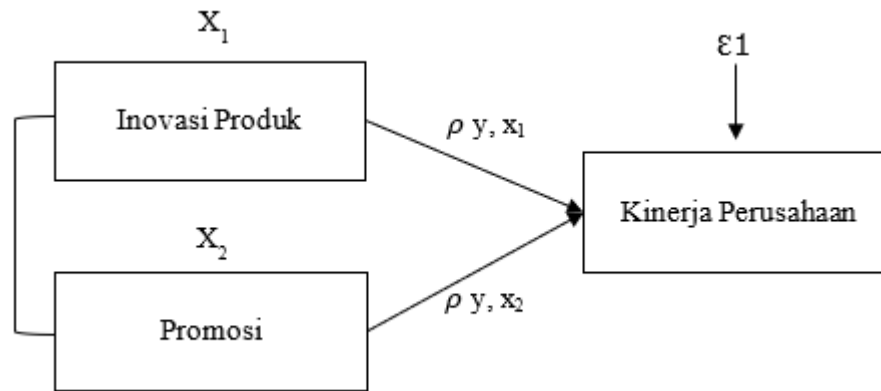 X₁
Inovasi Produk
ε1
ρ y, x₁
Kinerja Perusahaan
X₂
Promosi
ρ y, x₂